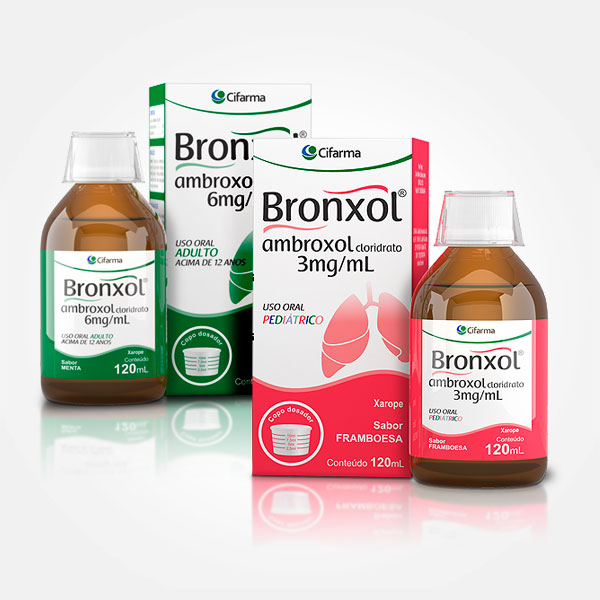 Cifarma
Bronxol®
ambroxol
6mg/
USO ORAL
ADULTO
ACIMA DE 12 ANOS
Copo dosador
Cifarma
Bronxol®
ambroxol cloridrato
6mg/mL
USO ORAL ADULTO
ACIMA DE 12 ANOS
Xarope
Sabor
MENTA
Conteúdo
120mL
Cifarma
Bronxol®
ambroxol cloridrato
3mg/mL
USO ORAL
PEDIÁTRICO
Copo dosador
Xarope
Sabor
FRAMBOESA
Conteúdo 120mL
Cifarma
Bronxol®
ambroxol cloridrato
3mg/mL
USO ORAL
PEDIÁTRICO
Xarope
Sabor
FRAMBOESA
Conteúdo
120mL